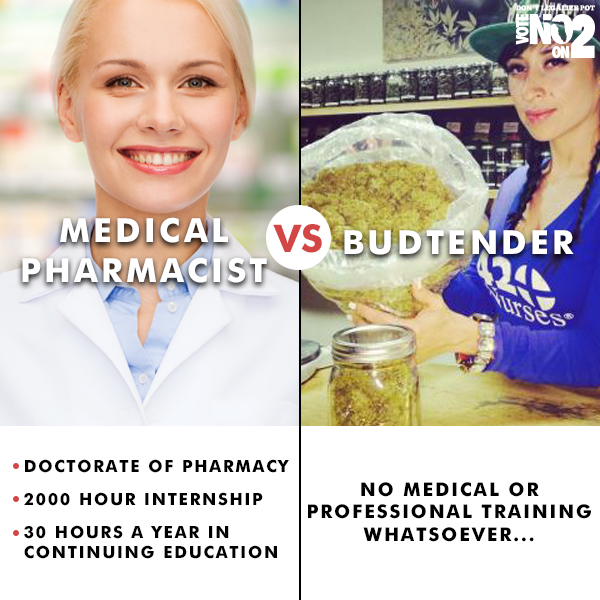 DON'T LEGALIZE POT
VOTE
NO
ON 2
MEDICAL
PHARMACIST
VS
BUDTENDER
420
Nurses®
• DOCTORATE OF PHARMACY
• 2000 HOUR INTERNSHIP
• 30 HOURS A YEAR IN
CONTINUING EDUCATION
NO MEDICAL OR
PROFESSIONAL TRAINING
WHATSOEVER...